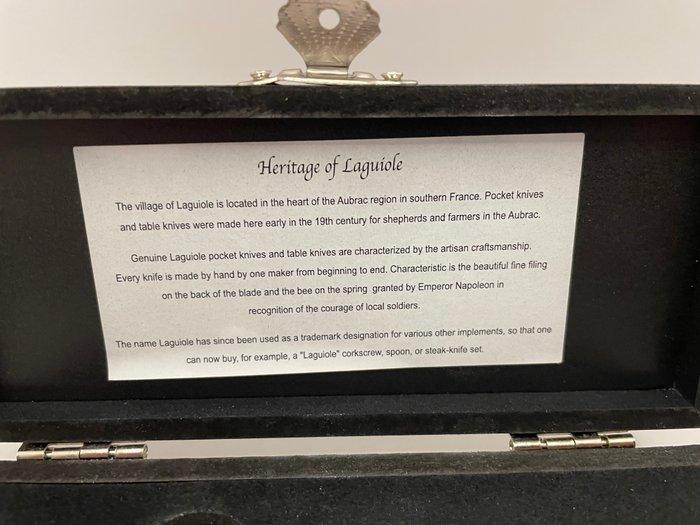 Heritage of Laguiole
The village of Laguiole is located in the heart of the Aubrac region in southern France. Pocket knives
and table knives were made here early in the 19th century for shepherds and farmers in the Aubrac.
Genuine Laguiole pocket knives and table knives are characterized by the artisan craftsmanship.
Every knife is made by hand by one maker from beginning to end. Characteristic is the beautiful fine filing
on the back of the blade and the bee on the spring granted by Emperor Napoleon in
recognition of the courage of local soldiers.
The name Laguiole has since been used as a trademark designation for various other implements, so that one
can now buy, for example, a "Laguiole" corkscrew, spoon, or steak-knife set.